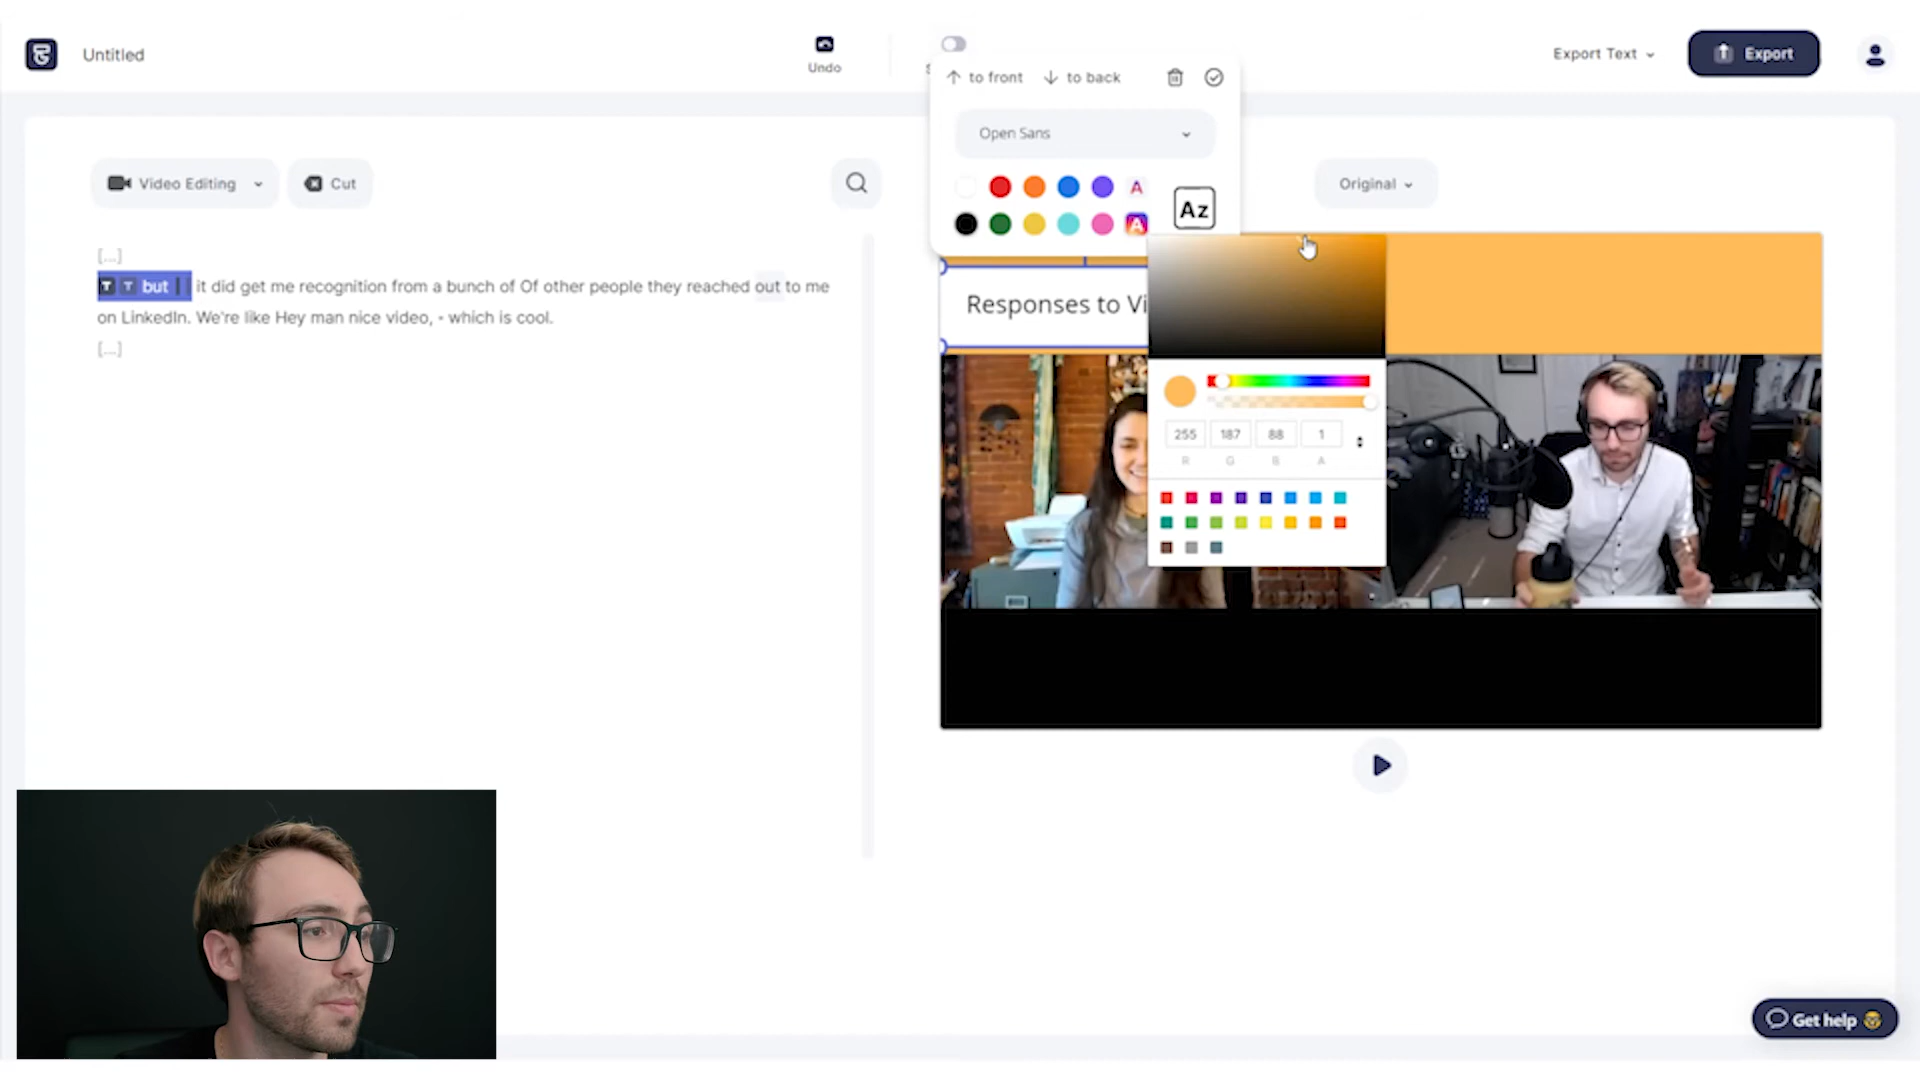 Untitled
Undo
Export Text
Export
to front
to back
Open Sans
Video Editing
Cut
Original
A
Az
A
[...]
T T but it did get me recognition from a bunch of Of other people they reached out to me
on LinkedIn. We're like Hey man nice video, - which is cool.
[...]
Responses to Vi
255 187 88 1
R G B A
Get help